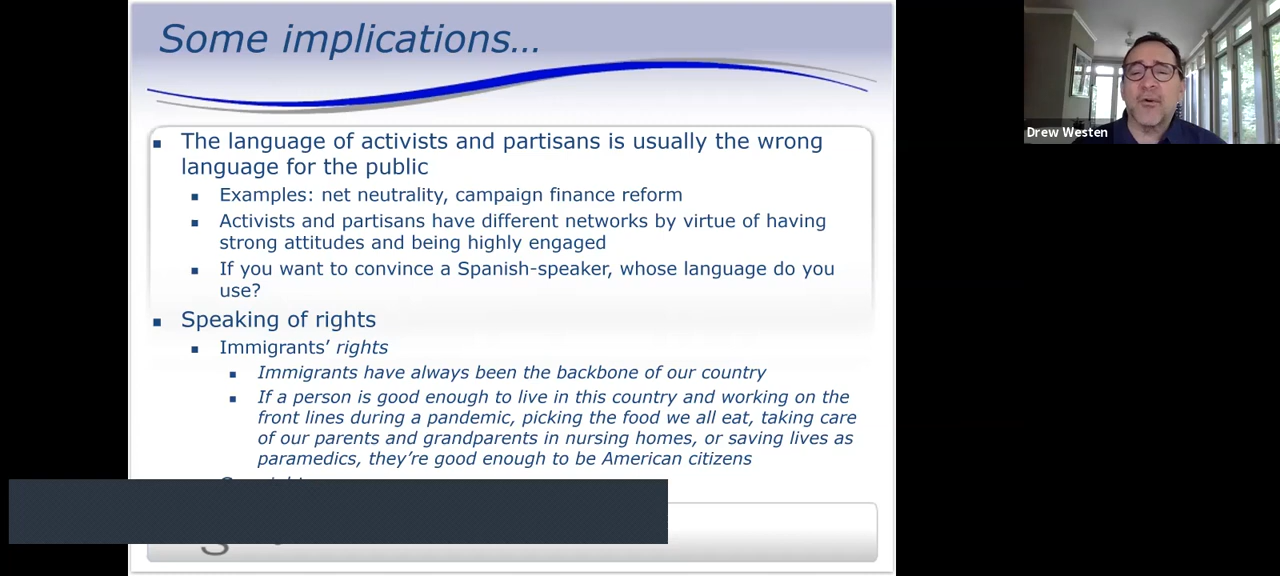 Some implications…
The language of activists and partisans is usually the wrong
language for the public
Examples: net neutrality, campaign finance reform
Activists and partisans have different networks by virtue of having
strong attitudes and being highly engaged
If you want to convince a Spanish-speaker, whose language do you
use?
Speaking of rights
Immigrants’ rights
Immigrants have always been the backbone of our country
If a person is good enough to live in this country and working on the
front lines during a pandemic, picking the food we all eat, taking care
of our parents and grandparents in nursing homes, or saving lives as
paramedics, they’re good enough to be American citizens
Drew Westen